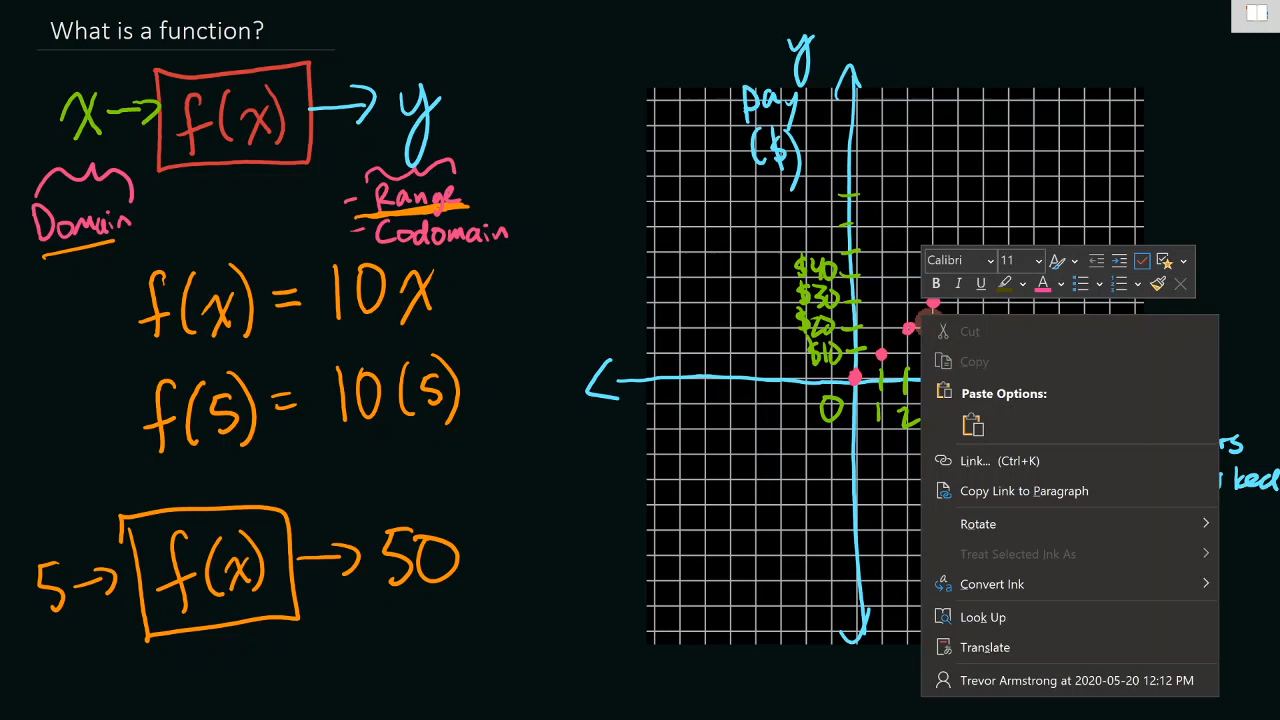 What is a function?
x → f(x) → y
Domain
- Range
- Codomain
f(x) = 10x
f(5) = 10(5)
5 → f(x) → 50
y
Pay
($)
$40
$30
$20
$10
0 1 2
Calibri 11
B I U A
Cut
Copy
Paste Options:
Link... (Ctrl+K)
Copy Link to Paragraph
Rotate
Treat Selected Ink As
Convert Ink
Look Up
Translate
Trevor Armstrong at 2020-05-20 12:12 PM